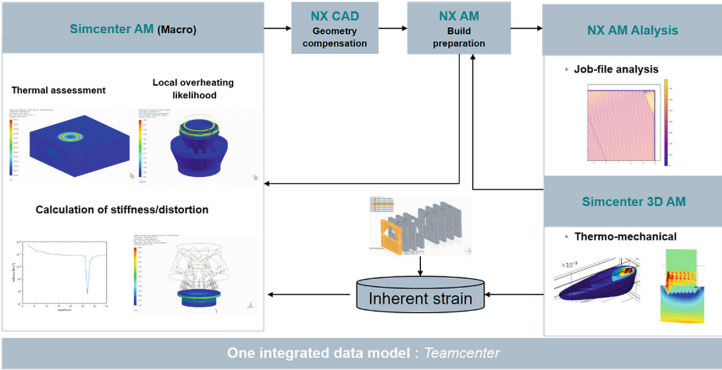 Simcenter AM (Macro)
NX CAD
Geometry
compensation
NX AM
Build
preparation
NX AM Alalysis
Thermal assessment
Local overheating
likelihood
• Job-file analysis
Calculation of stiffness/distortion
Simcenter 3D AM
• Thermo-mechanical
Inherent strain
One integrated data model : Teamcenter